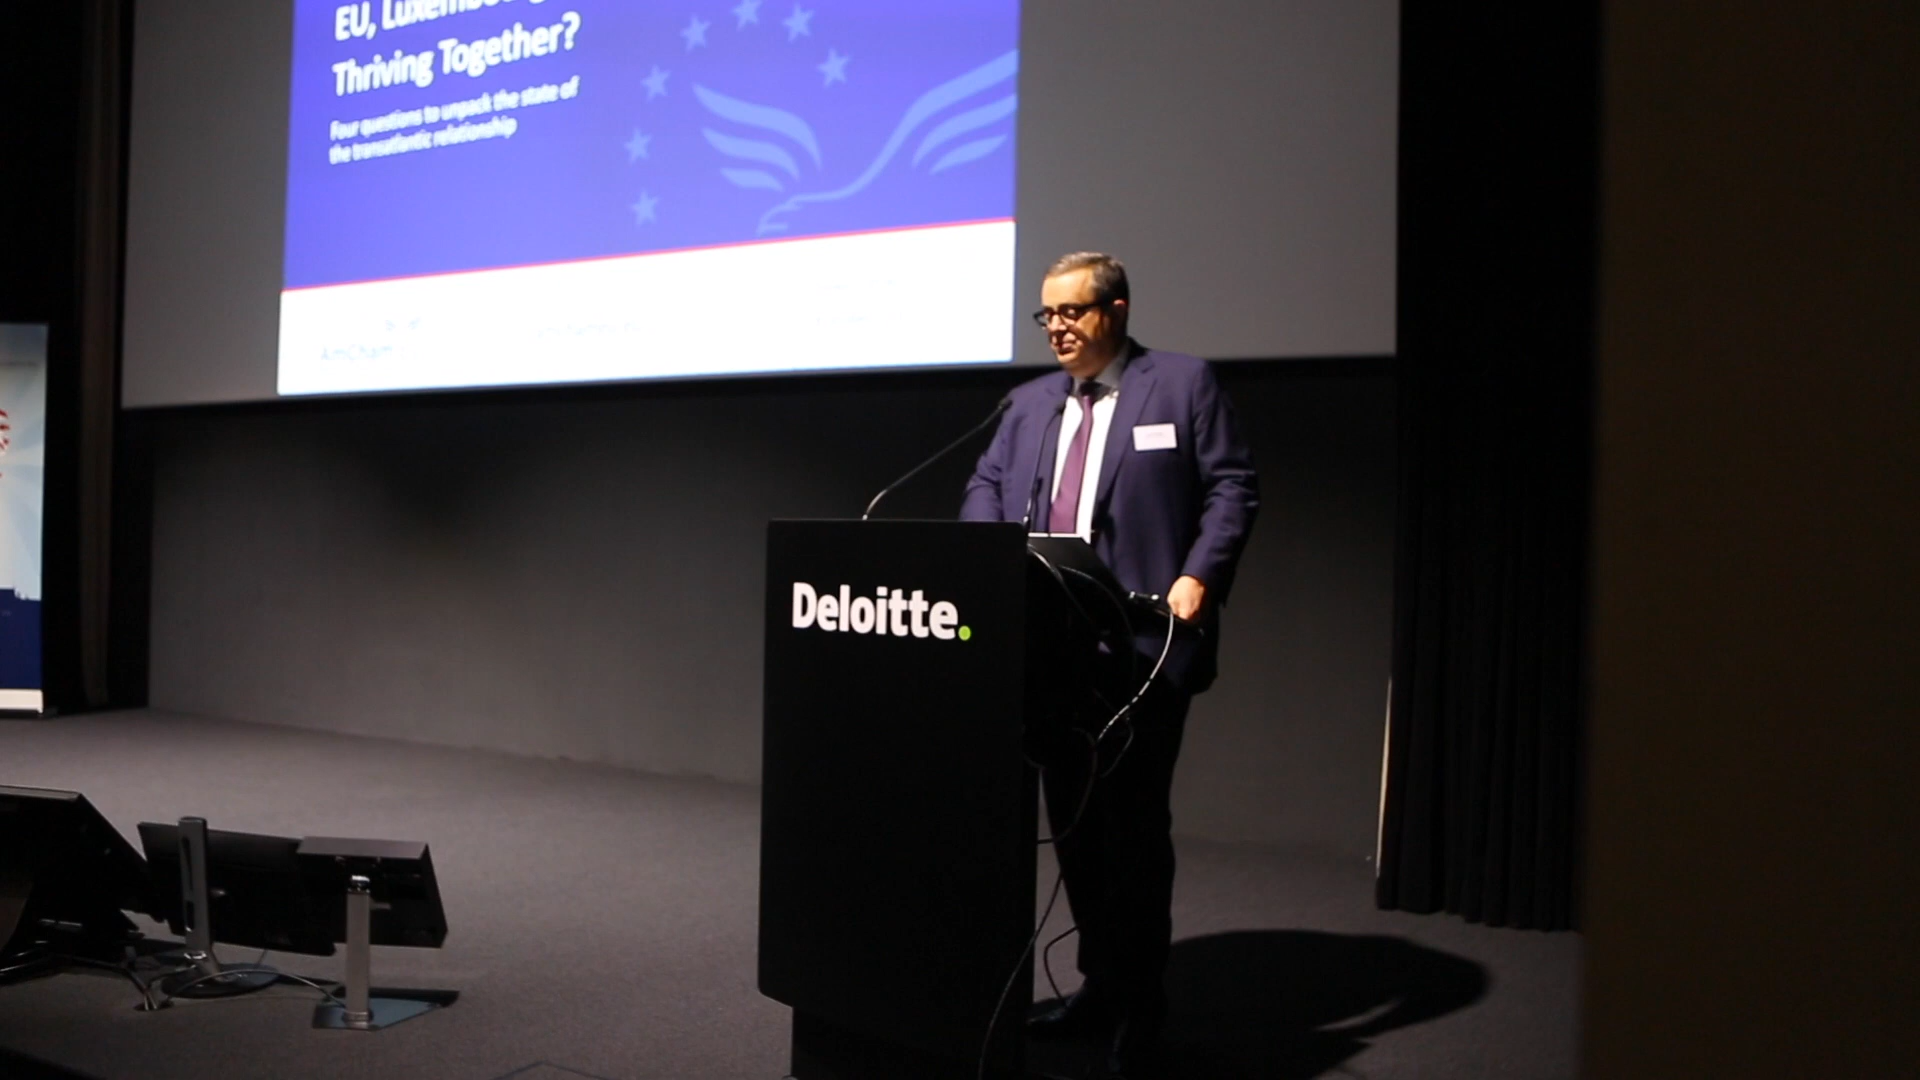 EU, Luxembourg
Thriving Together?
Four questions to unpack the state of
the transatlantic relationship
AmCham
Deloitte.